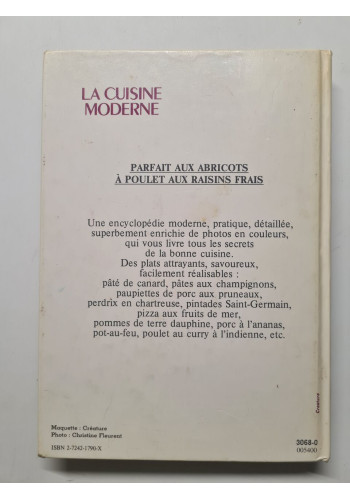 LA CUISINE
MODERNE
PARFAIT AUX ABRICOTS
À POULET AUX RAISINS FRAIS
Une encyclopédie moderne, pratique, détaillée,
superbement enrichie de photos en couleurs,
qui vous livre tous les secrets
de la bonne cuisine.
Des plats attrayants, savoureux,
facilement réalisables :
pâté de canard, pâtes aux champignons,
paupiettes de porc aux pruneaux,
perdrix en chartreuse, pintades Saint-Germain,
pizza aux fruits de mer,
pommes de terre dauphine, porc à l'ananas,
pot-au-feu, poulet au curry à l'indienne, etc.
Créature
Maquette : Créature
Photo : Christine Fleurent
ISBN 2-7242-1790-X
3068-0
005400